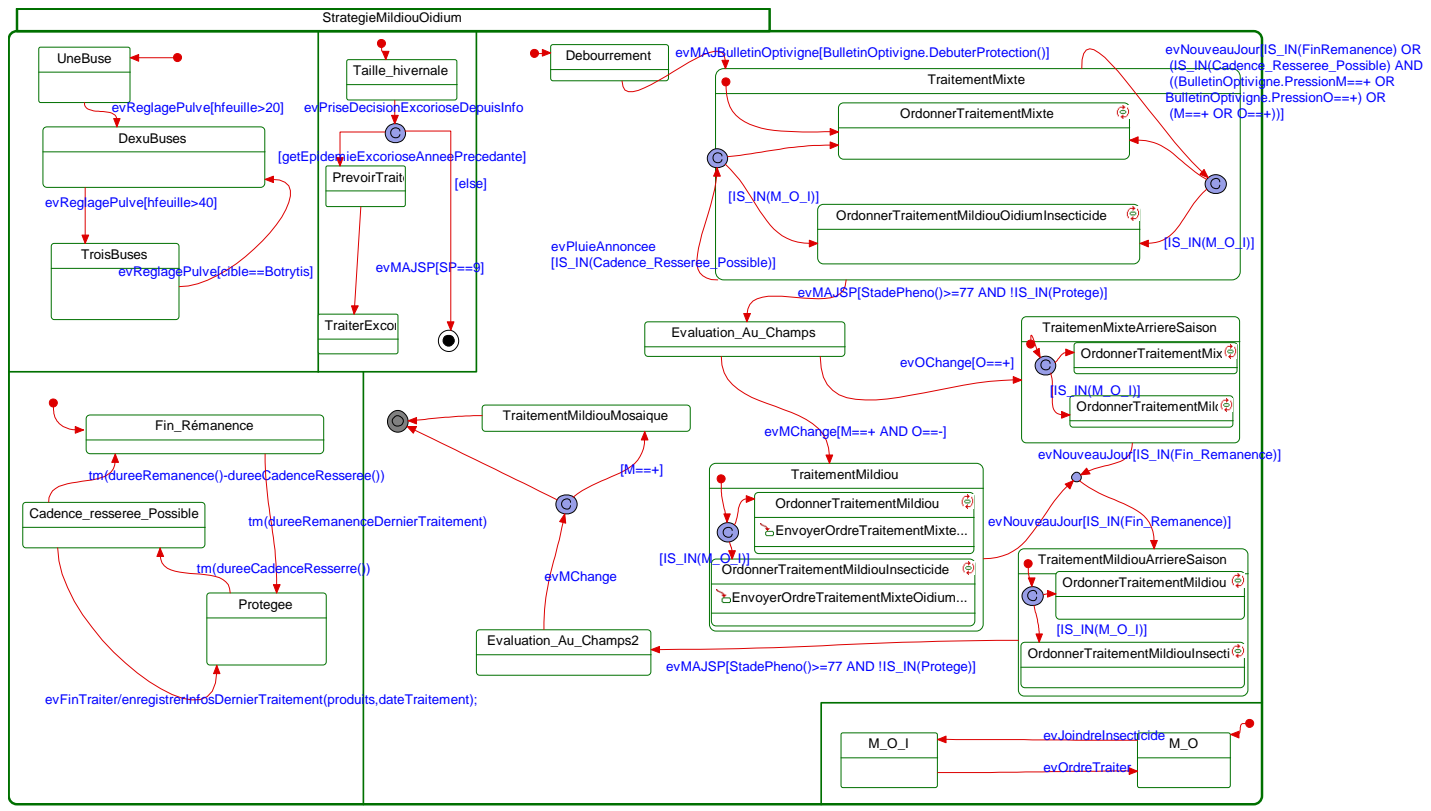 StrategieMildiouOidium
UneBuse
evReglagePulve[hfeuille>20]
DexuBuses
evReglagePulve[hfeuille>40]
TroisBuses
evReglagePulve[cible==Botrytis]
Taille_hivernale
evPriseDecisionExcorioseDepuisInfo
C
[getEpidemieExcorioseAnneePrecedante]
PrevoirTrait
[else]
evMAJSP[SP==9]
TraiterExcor
Debourrement
evMAJBulletinOptivigne[BulletinOptivigne.DebuterProtection()]
evNouveauJour[IS_IN(FinRemanence) OR
(IS_IN(Cadence_Resseree_Possible) AND
((BulletinOptivigne.PressionM==+ OR
BulletinOptivigne.PressionO==+) OR
(M==+ OR O==+))]
TraitementMixte
OrdonnerTraitementMixte
C
C
[IS_IN(M_O_I)]
OrdonnerTraitementMildiouOidiumInsecticide
[IS_IN(M_O_I)]
evPluieAnnoncee
[IS_IN(Cadence_Resseree_Possible)]
evMAJSP[StadePheno()>=77 AND !IS_IN(Protege)]
Evaluation_Au_Champs
evOChange[O==+]
TraitemenMixteArriereSaison
C
OrdonnerTraitementMix
[IS_IN(M_O_I)]
OrdonnerTraitementMild
evMChange[M==+ AND O==-]
evNouveauJour[IS_IN(Fin_Remanence)]
Fin_Rémanence
tm(dureeRemanence()-dureeCadenceResseree())
Cadence_resseree_Possible
tm(dureeRemanenceDernierTraitement)
tm(dureeCadenceResserre())
Protegee
evFinTraiter/enregistrerInfosDernierTraitement(produits,dateTraitement);
TraitementMildiouMosaique
[M==+]
C
evMChange
Evaluation_Au_Champs2
TraitementMildiou
OrdonnerTraitementMildiou
EnvoyerOrdreTraitementMixte...
C
[IS_IN(M_O_I)]
OrdonnerTraitementMildiouInsecticide
EnvoyerOrdreTraitementMixteOidium...
evNouveauJour[IS_IN(Fin_Remanence)]
TraitementMildiouArriereSaison
OrdonnerTraitementMildiou
C
[IS_IN(M_O_I)]
OrdonnerTraitementMildiouInsecti
evMAJSP[StadePheno()>=77 AND !IS_IN(Protege)]
M_O_I
evJoindreInsecticide
M_O
evOrdreTraiter